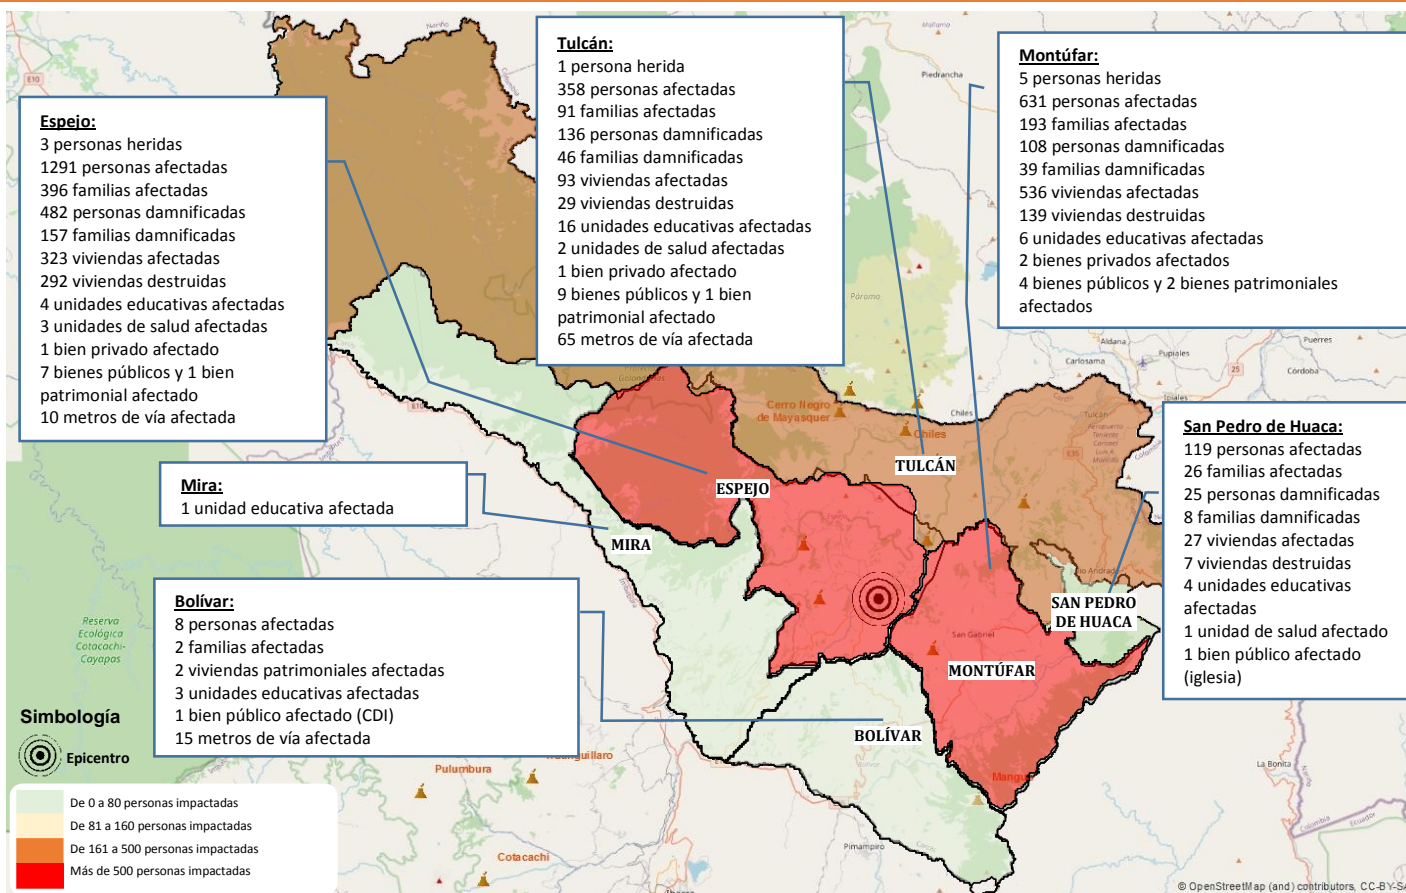 Espejo:
3 personas heridas
1291 personas afectadas
396 familias afectadas
482 personas damnificadas
157 familias damnificadas
323 viviendas afectadas
292 viviendas destruidas
4 unidades educativas afectadas
3 unidades de salud afectadas
1 bien privado afectado
7 bienes públicos y 1 bien
patrimonial afectado
10 metros de vía afectada
Tulcán:
1 persona herida
358 personas afectadas
91 familias afectadas
136 personas damnificadas
46 familias damnificadas
93 viviendas afectadas
29 viviendas destruidas
16 unidades educativas afectadas
2 unidades de salud afectadas
1 bien privado afectado
9 bienes públicos y 1 bien
patrimonial afectado
65 metros de vía afectada
Montúfar:
5 personas heridas
631 personas afectadas
193 familias afectadas
108 personas damnificadas
39 familias damnificadas
536 viviendas afectadas
139 viviendas destruidas
6 unidades educativas afectadas
2 bienes privados afectados
4 bienes públicos y 2 bienes patrimoniales
afectados
San Pedro de Huaca:
119 personas afectadas
26 familias afectadas
25 personas damnificadas
8 familias damnificadas
27 viviendas afectadas
7 viviendas destruidas
4 unidades educativas
afectadas
1 unidad de salud afectado
1 bien público afectado
(iglesia)
Mira:
1 unidad educativa afectada
Bolívar:
8 personas afectadas
2 familias afectadas
2 viviendas patrimoniales afectadas
3 unidades educativas afectadas
1 bien público afectado (CDI)
15 metros de vía afectada
TULCÁN
ESPEJO
MIRA
SAN PEDRO
DE HUACA
MONTÚFAR
BOLÍVAR
Nariño
Mallama
Piedrancha
Páramo
Aldana
Pupiales
Puerres
Carlosama
Córdoba
Ipiales
25
E10
E35
Cerro Negro
de Mayasquer
Chiles
Chiles
Tulcán
San Gabriel
La Bonita
Pimampiro
Pulumbura
Cotacachi
Reserva
Ecológica
Cotacachi-
Cayapas
Simbología
Epicentro
De 0 a 80 personas impactadas
De 81 a 160 personas impactadas
De 161 a 500 personas impactadas
Más de 500 personas impactadas
© OpenStreetMap (and) contributors, CC-BY-SA